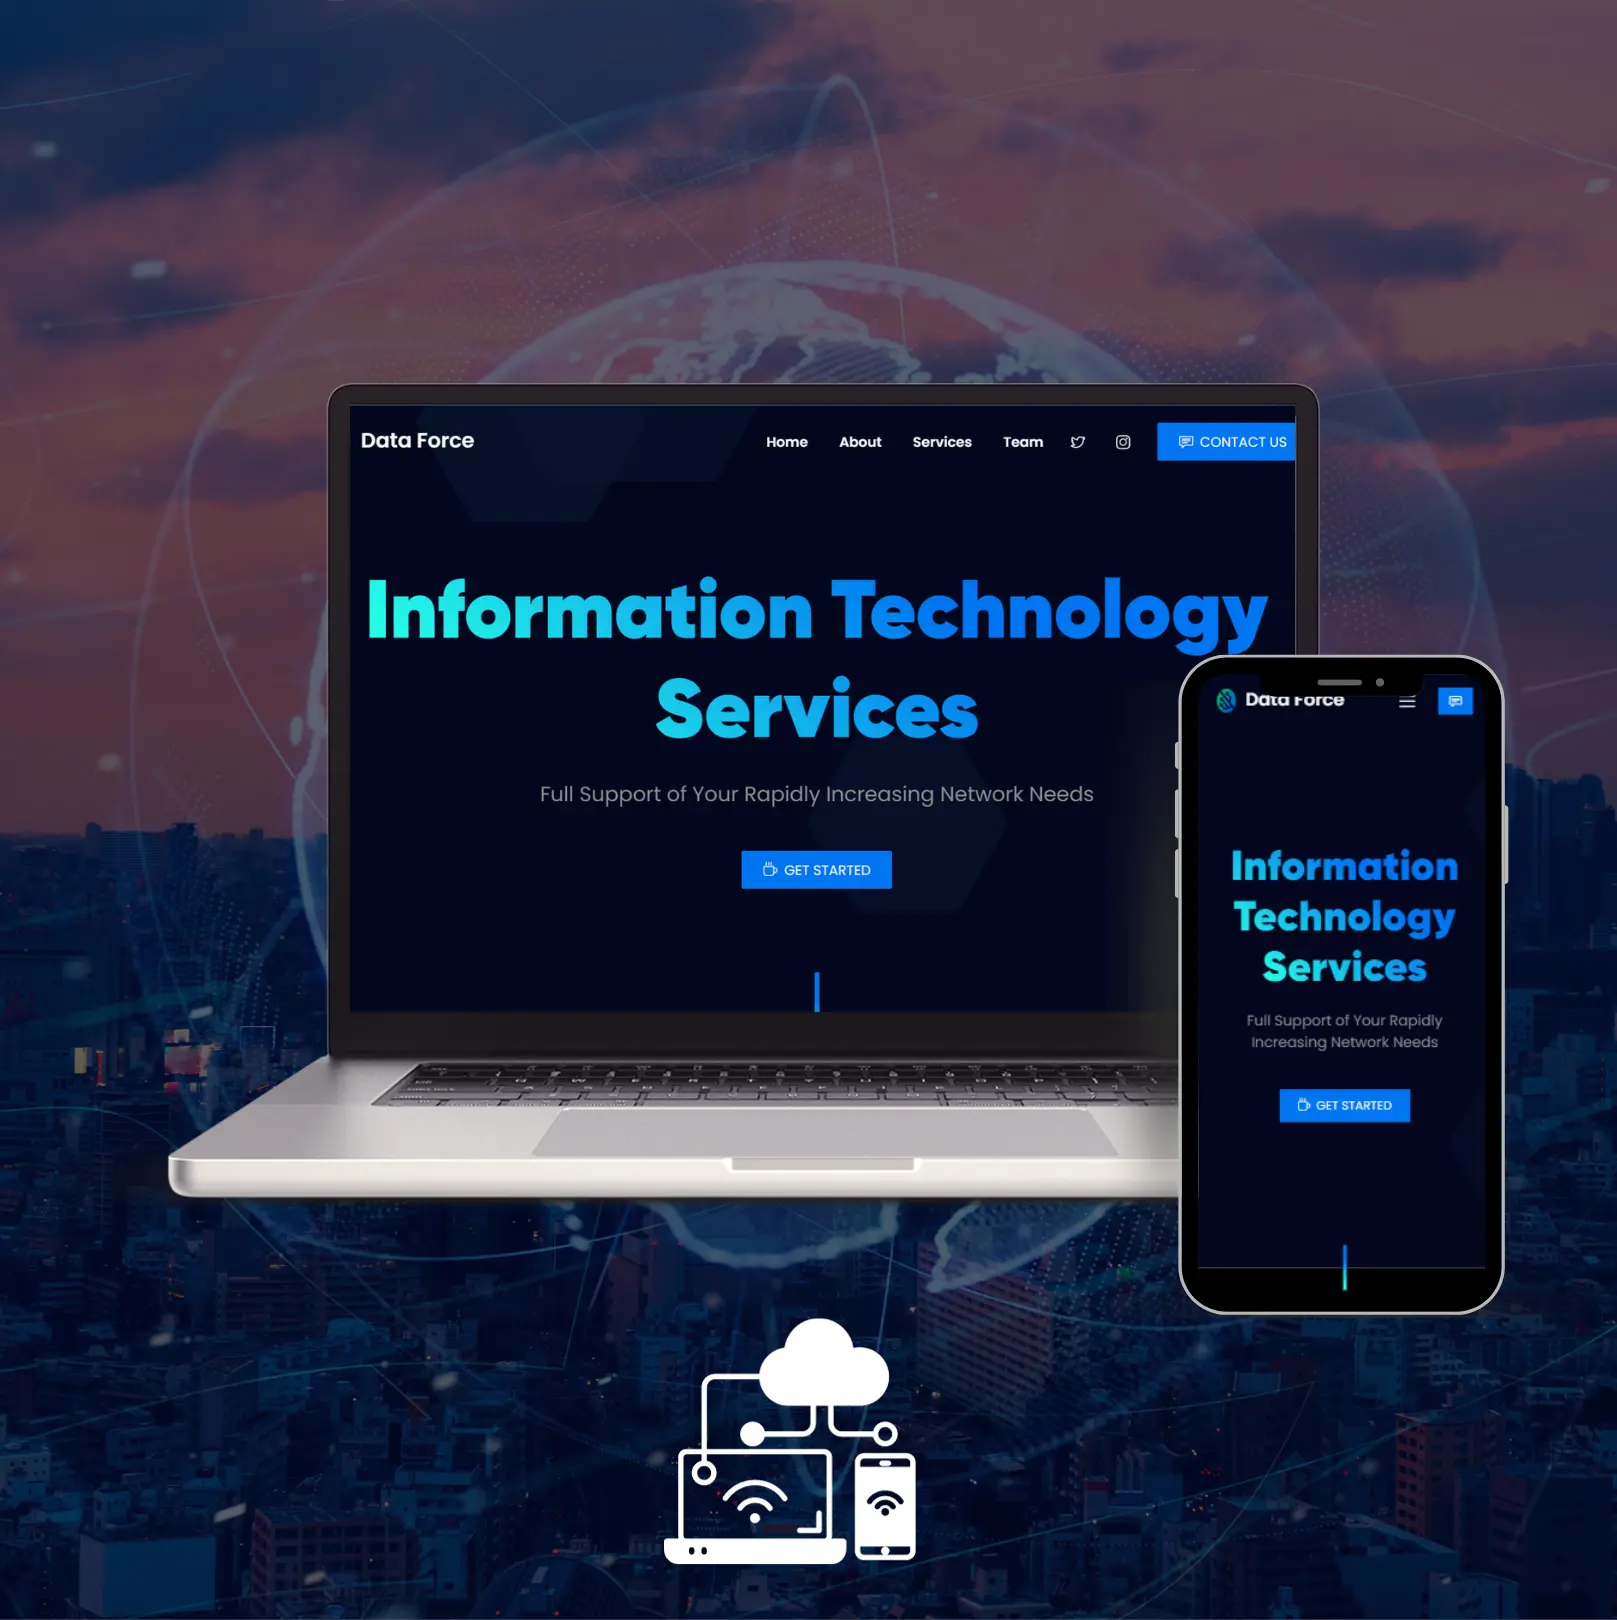 Data Force
Home
About
Services
Team
CONTACT US
Information Technology
Services
Full Support of Your Rapidly Increasing Network Needs
GET STARTED
Data Force
Information
Technology
Services
Full Support of Your Rapidly
Increasing Network Needs
GET STARTED